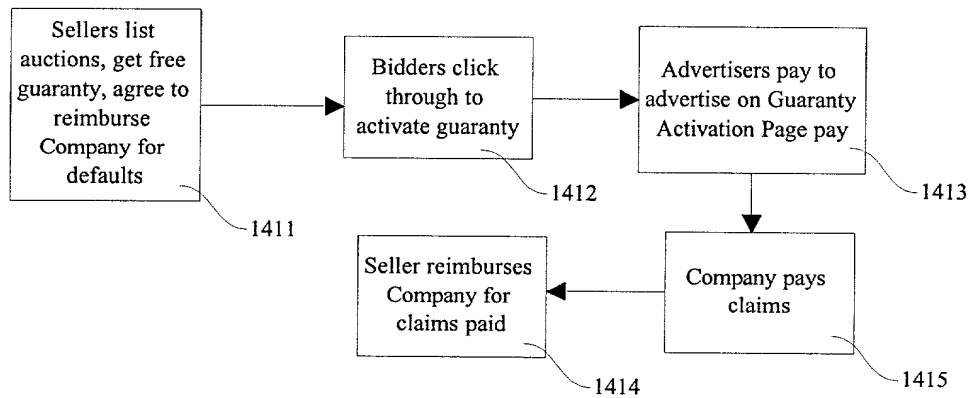 Sellers list
auctions, get free
guaranty, agree to
reimburse
Company for
defaults
1411
Bidders click
through to
activate guaranty
1412
Advertisers pay to
advertise on Guaranty
Activation Page pay
1413
Company pays
claims
1415
Seller reimburses
Company for
claims paid
1414